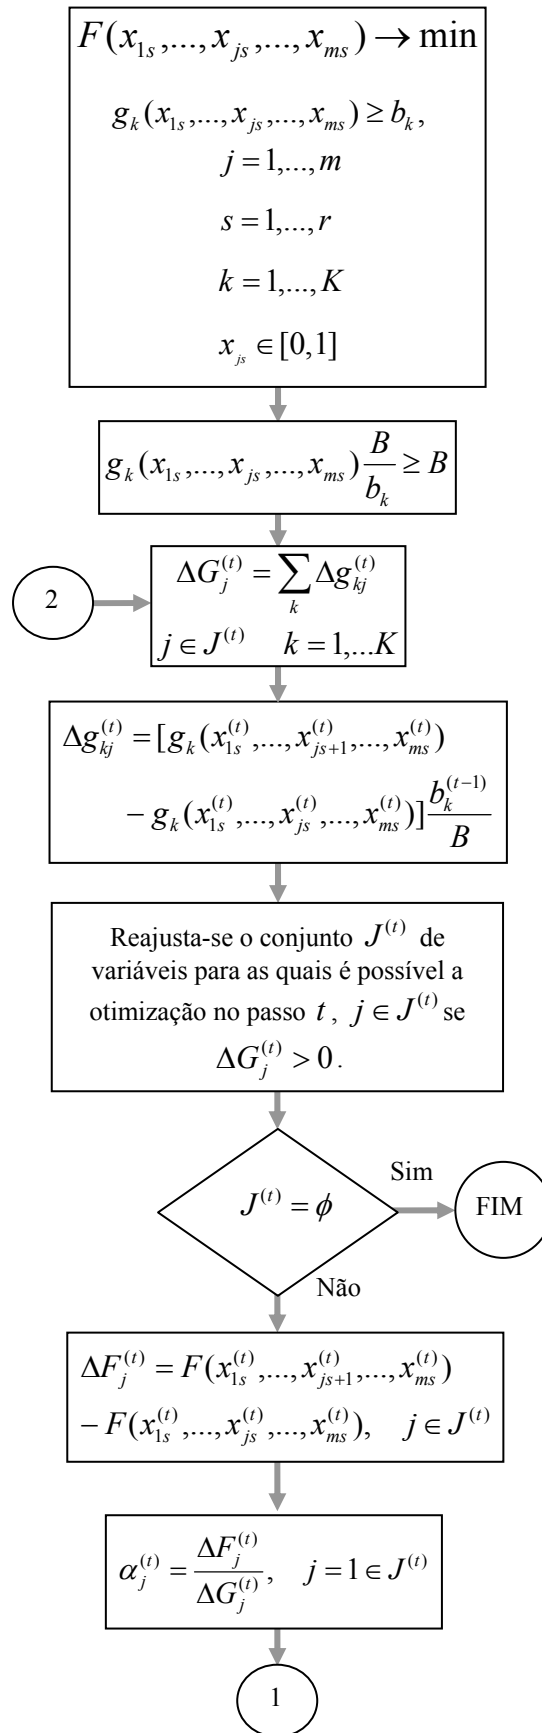 F(x_{1s},...,x_{js},...,x_{ms}) → min
g_k(x_{1s},...,x_{js},...,x_{ms}) ≥ b_k,
j = 1,...,m
s = 1,...,r
k = 1,...,K
x_{js} ∈ [0,1]
g_k(x_{1s},...,x_{js},...,x_{ms}) \frac{B}{b_k} ≥ B
2
ΔG_j^{(t)} = \sum_k Δg_{kj}^{(t)}
j ∈ J^{(t)} k = 1,...K
Δg_{kj}^{(t)} = [g_k(x_{1s}^{(t)},...,x_{js+1}^{(t)},...,x_{ms}^{(t)})
− g_k(x_{1s}^{(t)},...,x_{js}^{(t)},...,x_{ms}^{(t)})] \frac{b_k^{(t-1)}}{B}
Reajusta-se o conjunto J^{(t)} de
variáveis para as quais é possível a
otimização no passo t, j ∈ J^{(t)} se
ΔG_j^{(t)} > 0.
J^{(t)} = ϕ
Sim
FIM
Não
ΔF_j^{(t)} = F(x_{1s}^{(t)},...,x_{js+1}^{(t)},...,x_{ms}^{(t)})
− F(x_{1s}^{(t)},...,x_{js}^{(t)},...,x_{ms}^{(t)}), j ∈ J^{(t)}
α_j^{(t)} = \frac{ΔF_j^{(t)}}{ΔG_j^{(t)}}, j = 1 ∈ J^{(t)}
1